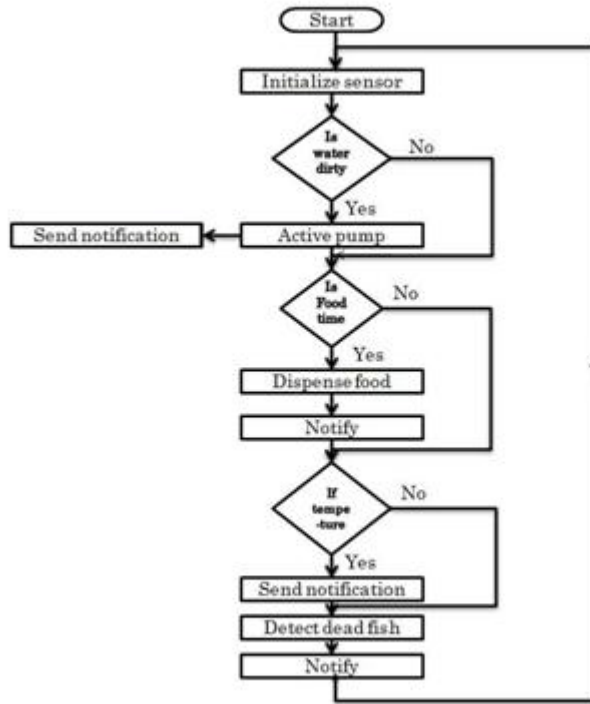 Start
Initialize sensor
Is
water
dirty
No
Yes
Send notification
Active pump
Is
Food
time
No
Yes
Dispense food
Notify
If
tempe
-ture
No
Yes
Send notification
Detect dead fish
Notify